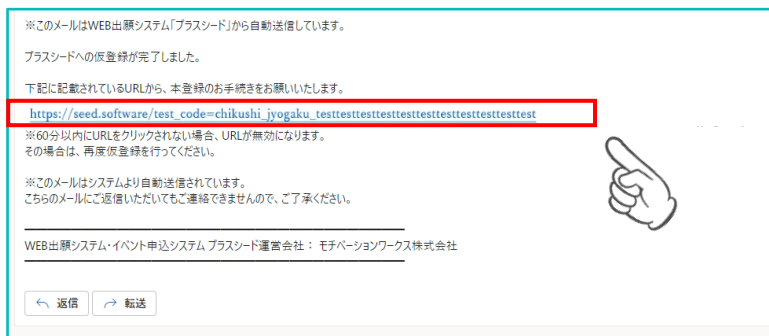 ※このメールはWEB出願システム「プラスシード」から自動送信しています。
プラスシードへの仮登録が完了しました。
下記に記載されているURLから、本登録のお手続きをお願いいたします。
https://seed.software/test_code=chikushi_jyogaku_testtesttesttesttesttesttesttesttesttesttest
※60分以内にURLをクリックされない場合、URLが無効になります。
その場合は、再度仮登録を行ってください。
※このメールはシステムより自動送信されています。
こちらのメールにご返信いただいてもご連絡できませんので、ご了承ください。
WEB出願システム・イベント申込システム プラスシード運営会社： モチベーションワークス株式会社
返信 転送